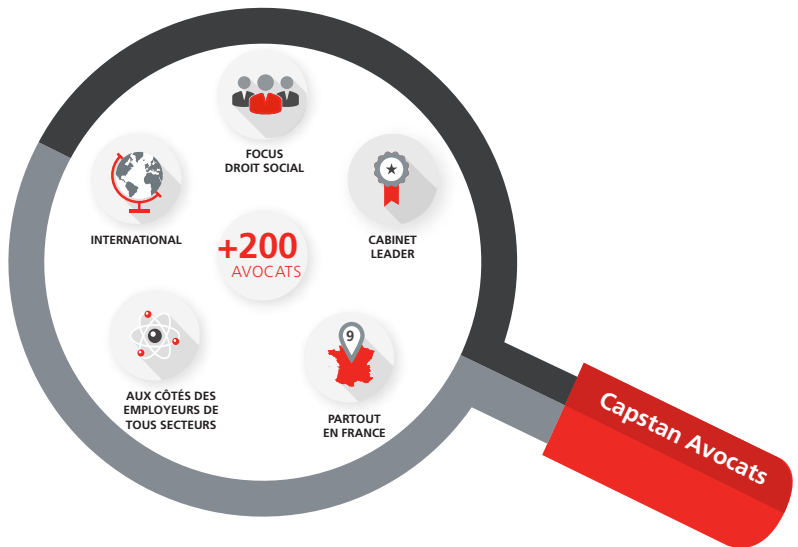 FOCUS
DROIT SOCIAL
INTERNATIONAL
CABINET
LEADER
+200
AVOCATS
9
AUX CÔTÉS DES
EMPLOYEURS DE
TOUS SECTEURS
PARTOUT
EN FRANCE
Capstan Avocats